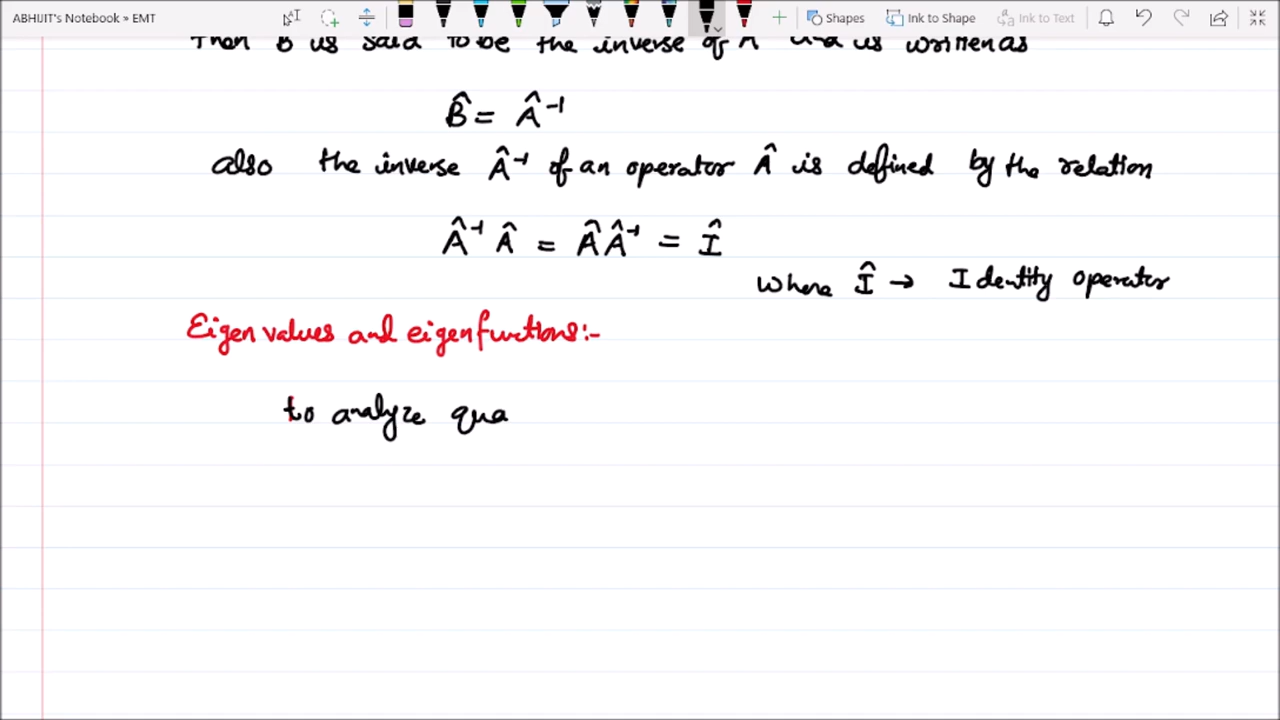 ABHIJIT's Notebook » EMT
Shapes
Ink to Shape
Ink to Text
Then B is said to be the inverse of A and is written as
B̂ = Â⁻¹
also the inverse Â⁻¹ of an operator Â is defined by the relation
Â⁻¹ Â = Â Â⁻¹ = Î
where Î → Identity operator
Eigen values and eigenfunctions:-
to analyze qua